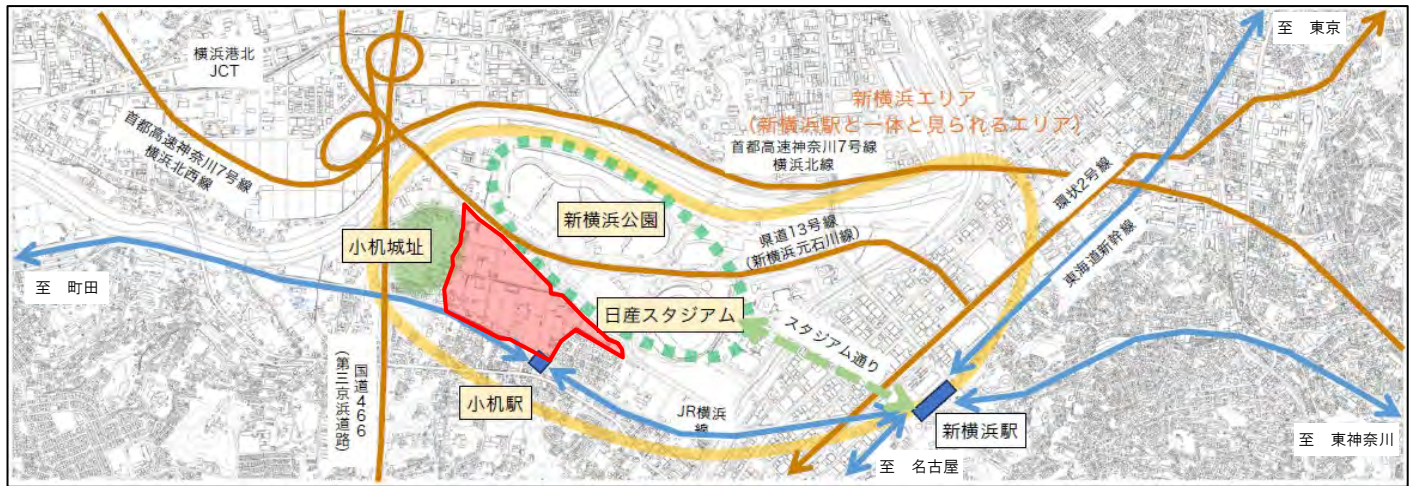 至　東京
横浜港北
JCT
新横浜エリア
（新横浜駅と一体と見られるエリア）
首都高速神奈川7号線
横浜北線
首都高速神奈川7号線
横浜北西線
環状2号線
新横浜公園
県道13号線
（新横浜元石川線）
小机城址
東海道新幹線
至　町田
日産スタジアム
スタジアム通り
国道466
（第三京浜道路）
小机駅
JR横浜
線
新横浜駅
至　東神奈川
至　名古屋